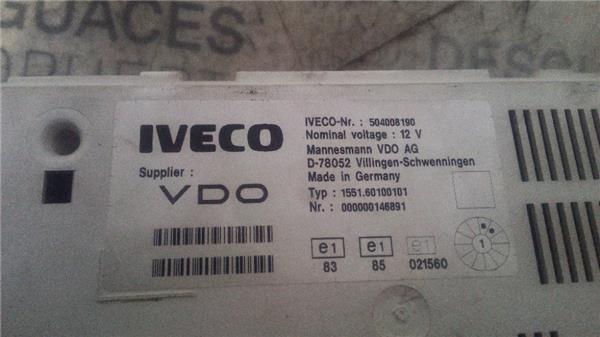 GUACES
IVECO
Supplier :
VDO
IVECO-Nr. : 504008190
Nominal voltage : 12 V
Mannesmann VDO AG
D-78052 Villingen-Schwenningen
Made in Germany
Typ : 1551.60100101
Nr. : 000000146891
e1 e1 e1
83 85 021560
1